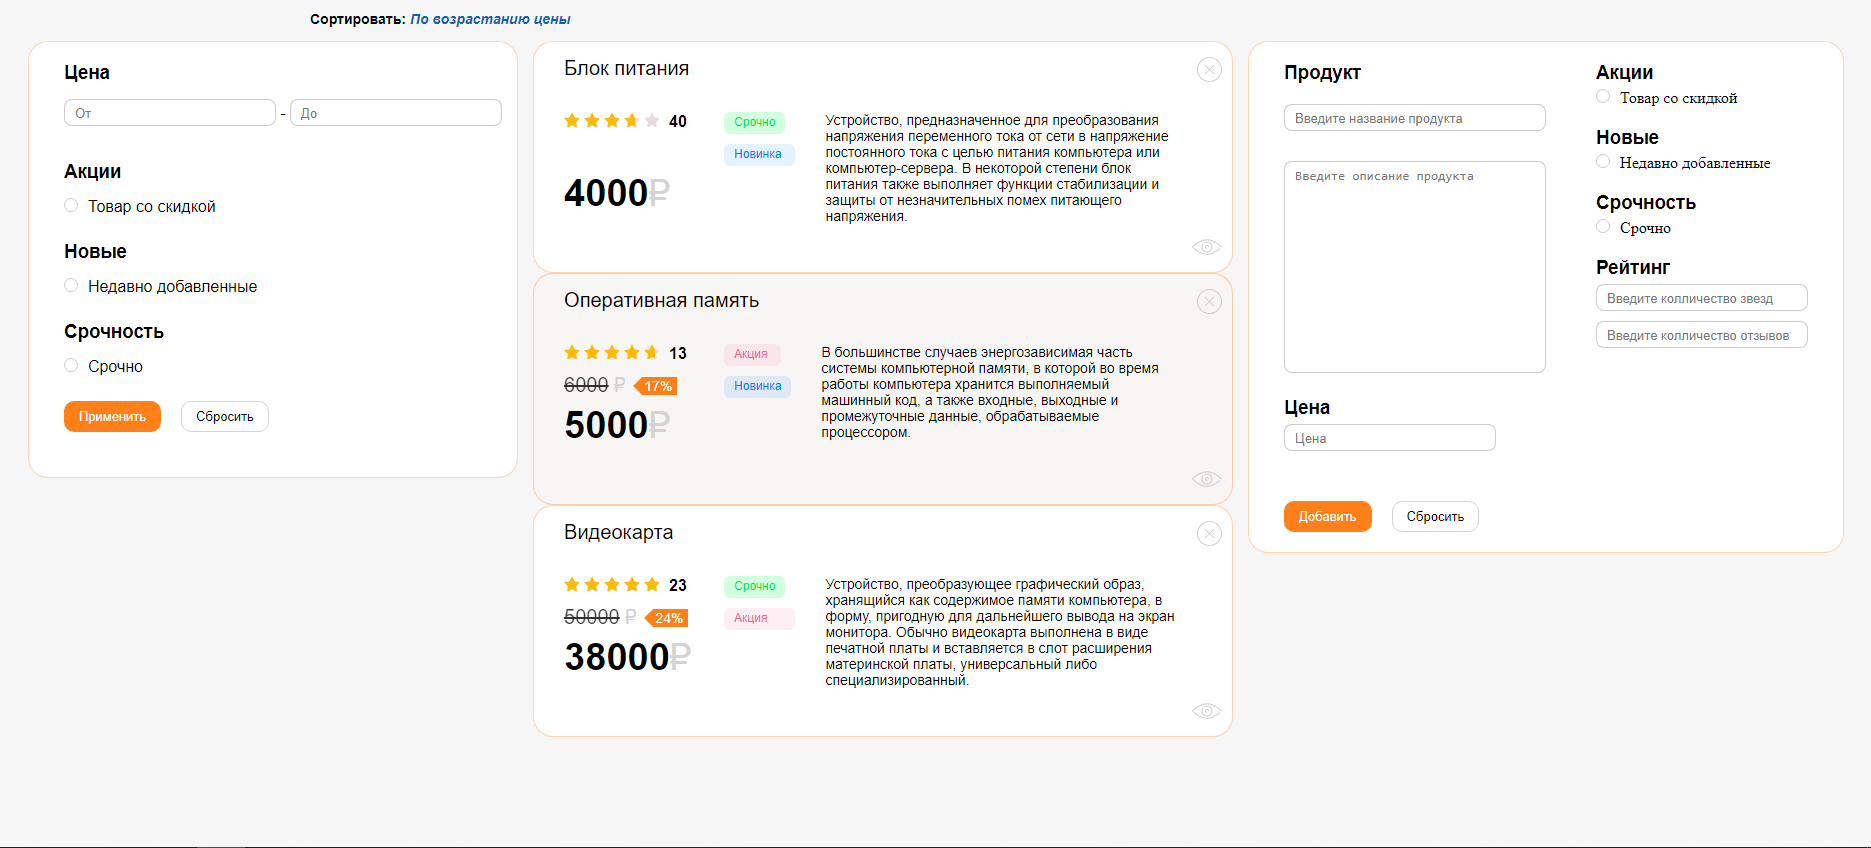 Сортировать: По возрастанию цены
Цена
От - До
Акции
Товар со скидкой
Новые
Недавно добавленные
Срочность
Срочно
Применить Сбросить
Блок питания
40
4000₽
Срочно
Новинка
Устройство, предназначенное для преобразования
напряжения переменного тока от сети в напряжение
постоянного тока с целью питания компьютера или
компьютер-сервера. В некоторой степени блок
питания также выполняет функции стабилизации и
защиты от незначительных помех питающего
напряжения.
Оперативная память
13
6000 ₽ 17%
5000₽
Акция
Новинка
В большинстве случаев энергозависимая часть
системы компьютерной памяти, в которой во время
работы компьютера хранится выполняемый
машинный код, а также входные, выходные и
промежуточные данные, обрабатываемые
процессором.
Видеокарта
23
50000 ₽ 24%
38000₽
Срочно
Акция
Устройство, преобразующее графический образ,
хранящийся как содержимое памяти компьютера, в
форму, пригодную для дальнейшего вывода на экран
монитора. Обычно видеокарта выполнена в виде
печатной платы и вставляется в слот расширения
материнской платы, универсальный либо
специализированный.
Продукт
Введите название продукта
Введите описание продукта
Цена
Цена
Добавить Сбросить
Акции
Товар со скидкой
Новые
Недавно добавленные
Срочность
Срочно
Рейтинг
Введите колличество звезд
Введите колличество отзывов